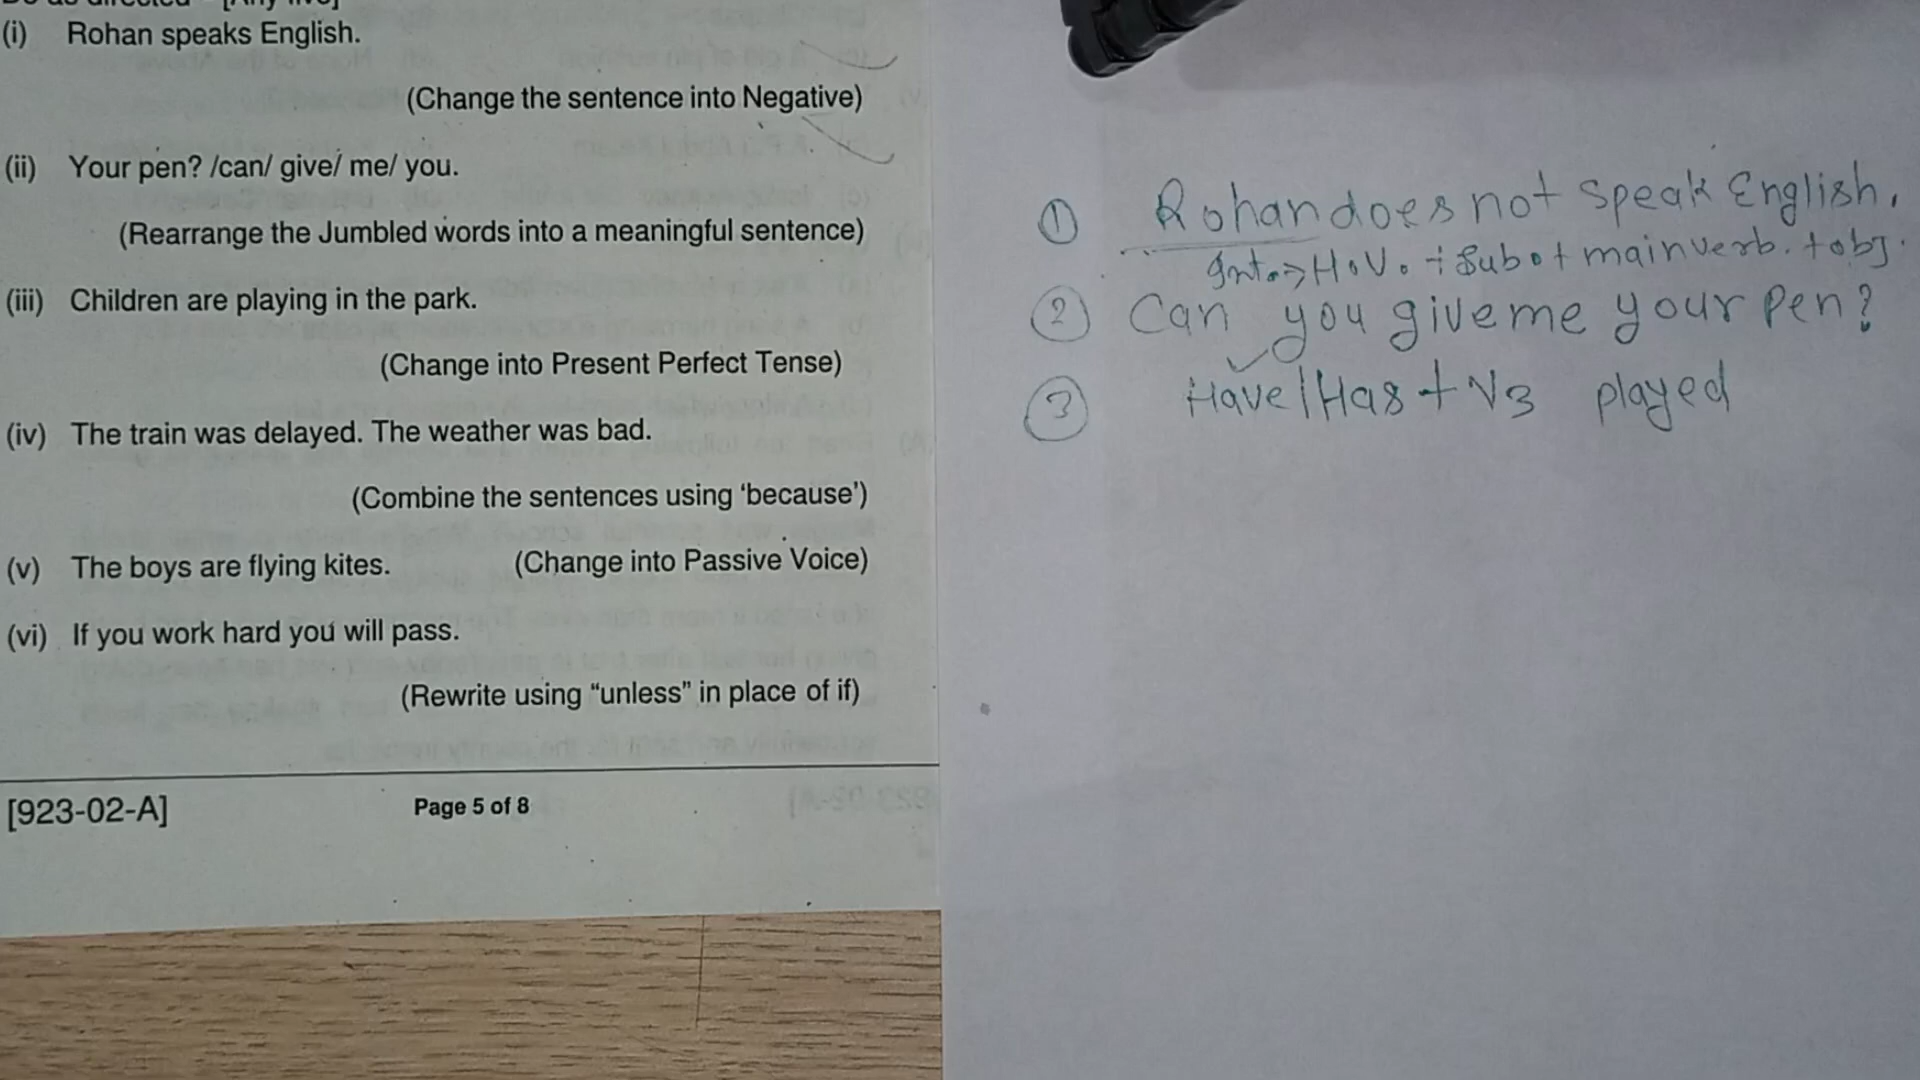 (i) Rohan speaks English.
(Change the sentence into Negative)
(ii) Your pen? /can/ give/ me/ you.
(Rearrange the Jumbled words into a meaningful sentence)
(iii) Children are playing in the park.
(Change into Present Perfect Tense)
(iv) The train was delayed. The weather was bad.
(Combine the sentences using ‘because’)
(v) The boys are flying kites. (Change into Passive Voice)
(vi) If you work hard you will pass.
(Rewrite using “unless” in place of if)
[923-02-A] Page 5 of 8
① Rohan does not speak English.
Int.⇒ H.V. + Sub. + main verb. + obj.
② Can you give me your pen?
③ Have/Has + V3 played